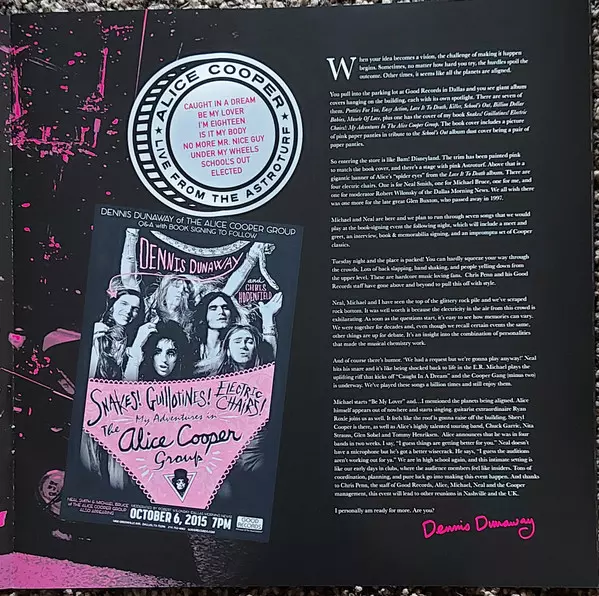 ALICE COOPER
CAUGHT IN A DREAM
BE MY LOVER
I'M EIGHTEEN
IS IT MY BODY
NO MORE MR. NICE GUY
UNDER MY WHEELS
SCHOOL'S OUT
ELECTED
LIVE FROM THE ASTROTURF
DENNIS DUNAWAY OF THE ALICE COOPER GROUP
Q&A WITH BOOK SIGNING TO FOLLOW
DENNIS DUNAWAY
and
CHRIS
HODENFIELD
SNAKES! GUILLOTINES! ELECTRIC
CHAIRS!
My Adventures in
The Alice Cooper
Group
NEAL SMITH & MICHAEL BRUCE
OF THE ALICE COOPER GROUP
ALSO APPEARING
OCTOBER 6, 2015 7PM
GOOD
RECORDS
When your idea becomes a vision, the challenge of making it happen
begins. Sometimes, no matter how hard you try, the hurdles spoil the
outcome. Other times, it seems like all the planets are aligned.
You pull into the parking lot at Good Records in Dallas and you see giant album
covers hanging on the building, each with its own spotlight. There are seven of
them, Pretties For You, Easy Action, Love It To Death, Killer, School's Out, Billion Dollar
Babies, Muscle Of Love, plus one has the cover of my book Snakes! Guillotines! Electric
Chairs! My Adventures In The Alice Cooper Group. The book cover includes a picture
of pink paper panties in tribute to the School's Out album dust cover being a pair of
paper panties.
So entering the store is like Bam! Disneyland. The trim has been painted pink
to match the book cover, and there's a stage with pink Astroturf. Above that is a
gigantic banner of Alice's "spider eyes" from the Love It To Death album. There are
four electric chairs. One is for Neal Smith, one for Michael Bruce, one for me, and
one for moderator Robert Wilonsky of the Dallas Morning News. We all wish there
was one more for the late great Glen Buxton, who passed away in 1997.
Michael and Neal are here and we plan to run through seven songs that we would
play at the book-signing event the following night, which will include a meet and
greet, an interview, book & memorabilia signing, and an impromptu set of Cooper
classics.
Tuesday night and the place is packed! You can hardly squeeze your way through
the crowds. Lots of back slapping, hand shaking, and people yelling down from
the upper level. These are hardcore music loving fans. Chris Penn and his Good
Records staff have gone above and beyond to pull this off with style.
Neal, Michael and I have seen the top of the glittery rock pile and we've scraped
rock bottom. It was well worth it because the electricity in the air from this crowd is
exhilarating. As soon as the questions start, it's easy to see how memories can vary.
We were together for decades and, even though we recall certain events the same,
other things are up for debate. It's an insight into the combination of personalities
that made the musical chemistry work.
And of course there's humor. "We had a request but we're gonna play anyway!" Neal
hits his snare and it's like being shocked back to life in the E.R. Michael plays the
uplifting riff that kicks off "Caught In A Dream" and the Cooper Gang (minus two)
is underway. We've played these songs a billion times and still enjoy them.
Michael starts "Be My Lover" and…I mentioned the planets being aligned. Alice
himself appears out of nowhere and starts singing, guitarist extraordinaire Ryan
Roxie joins us as well. It feels like the roof's gonna raise off the building. Sheryl
Cooper is there, as well as Alice's highly talented touring band, Chuck Garric, Nita
Strauss, Glen Sobel and Tommy Henriksen. Alice announces that he was in four
bands in two weeks. I say, "I guess things are getting better for you." Neal doesn't
have a microphone but he's got a better wisecrack. He says, "I guess the auditions
aren't working out for ya." We are in high school again, and this intimate setting is
like our early days in clubs, where the audience members feel like insiders. Tons of
coordination, planning, and pure luck go into making this event happen. And thanks
to Chris Penn, the staff of Good Records, Alice, Michael, Neal and the Cooper
management, this event will lead to other reunions in Nashville and the UK.
I personally am ready for more. Are you?
Dennis Dunaway